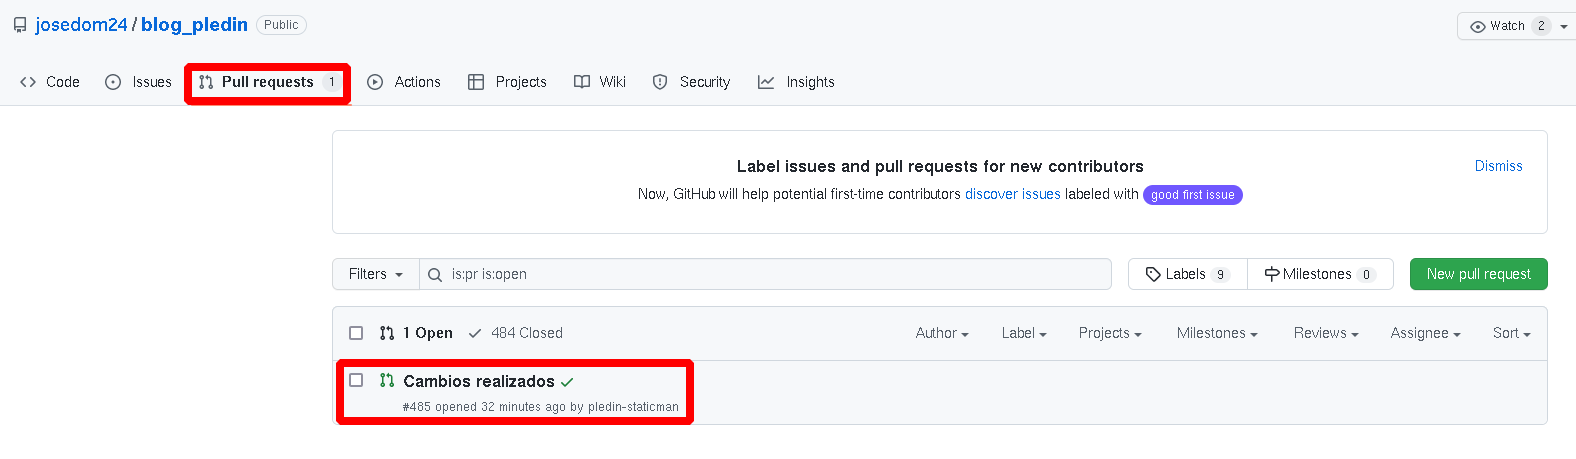 josedom24 / blog_pledin Public
Watch 2
Code Issues Pull requests 1 Actions Projects Wiki Security Insights
Label issues and pull requests for new contributors
Dismiss
Now, GitHub will help potential first-time contributors discover issues labeled with good first issue
Filters is:pr is:open Labels 9 Milestones 0 New pull request
1 Open 484 Closed Author Label Projects Milestones Reviews Assignee Sort
Cambios realizados
#485 opened 32 minutes ago by pledin-staticman